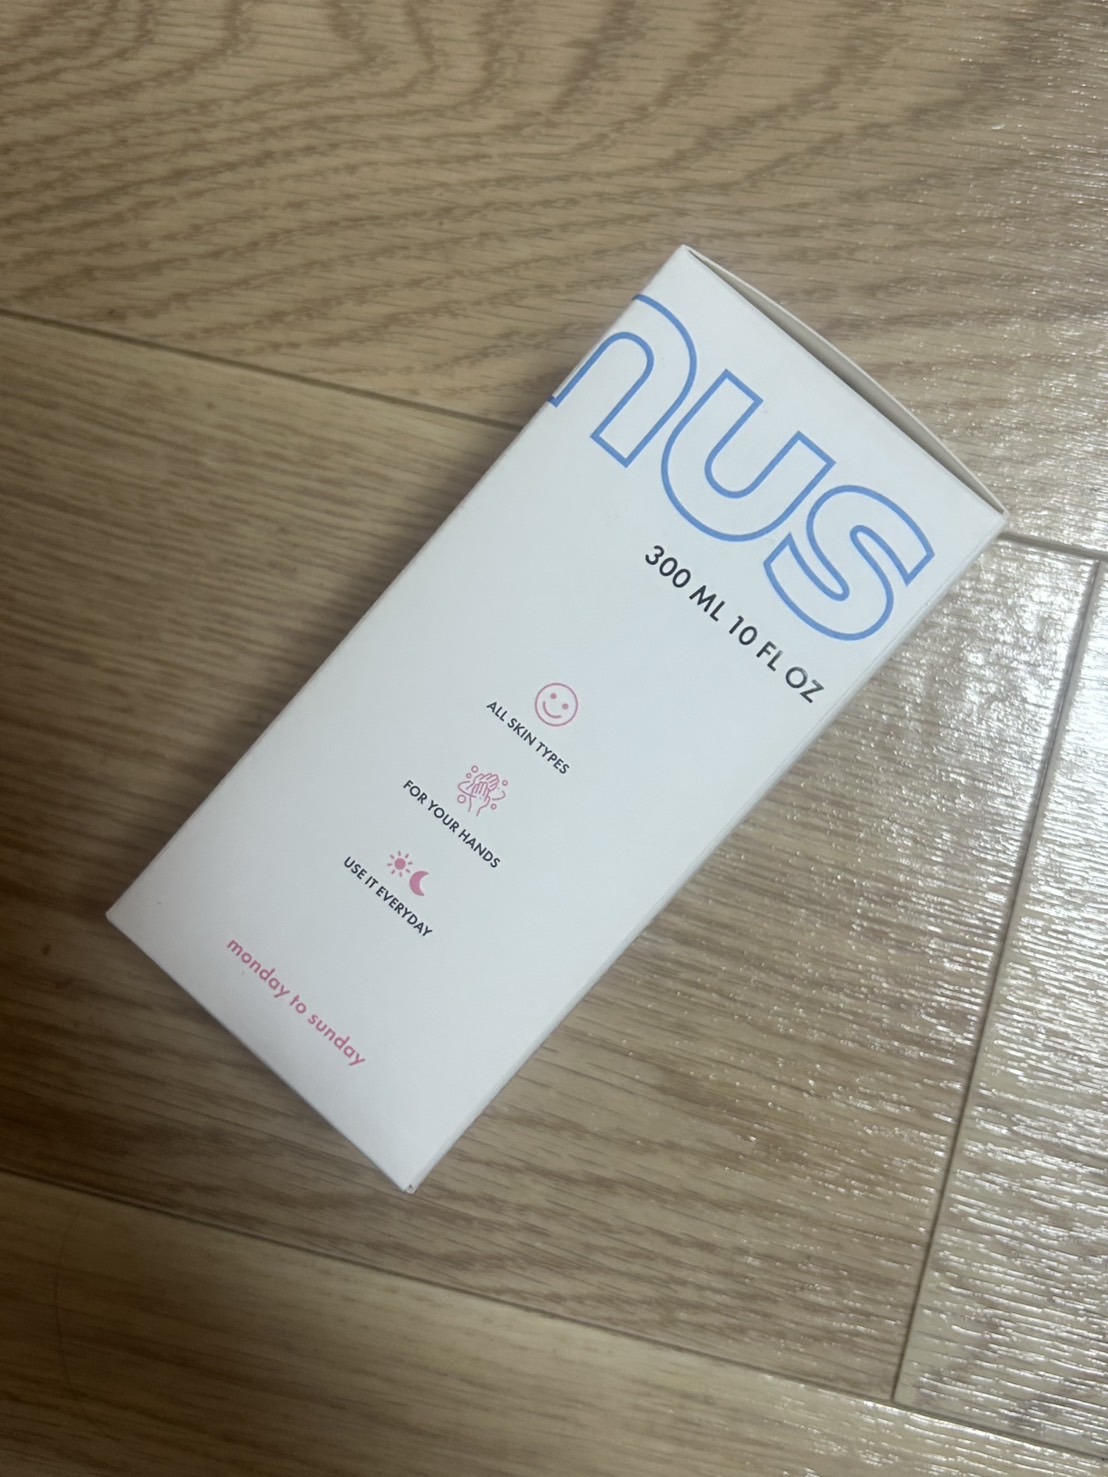 nus
300 ML 10 FL OZ
ALL SKIN TYPES
FOR YOUR HANDS
USE IT EVERYDAY
monday to sunday